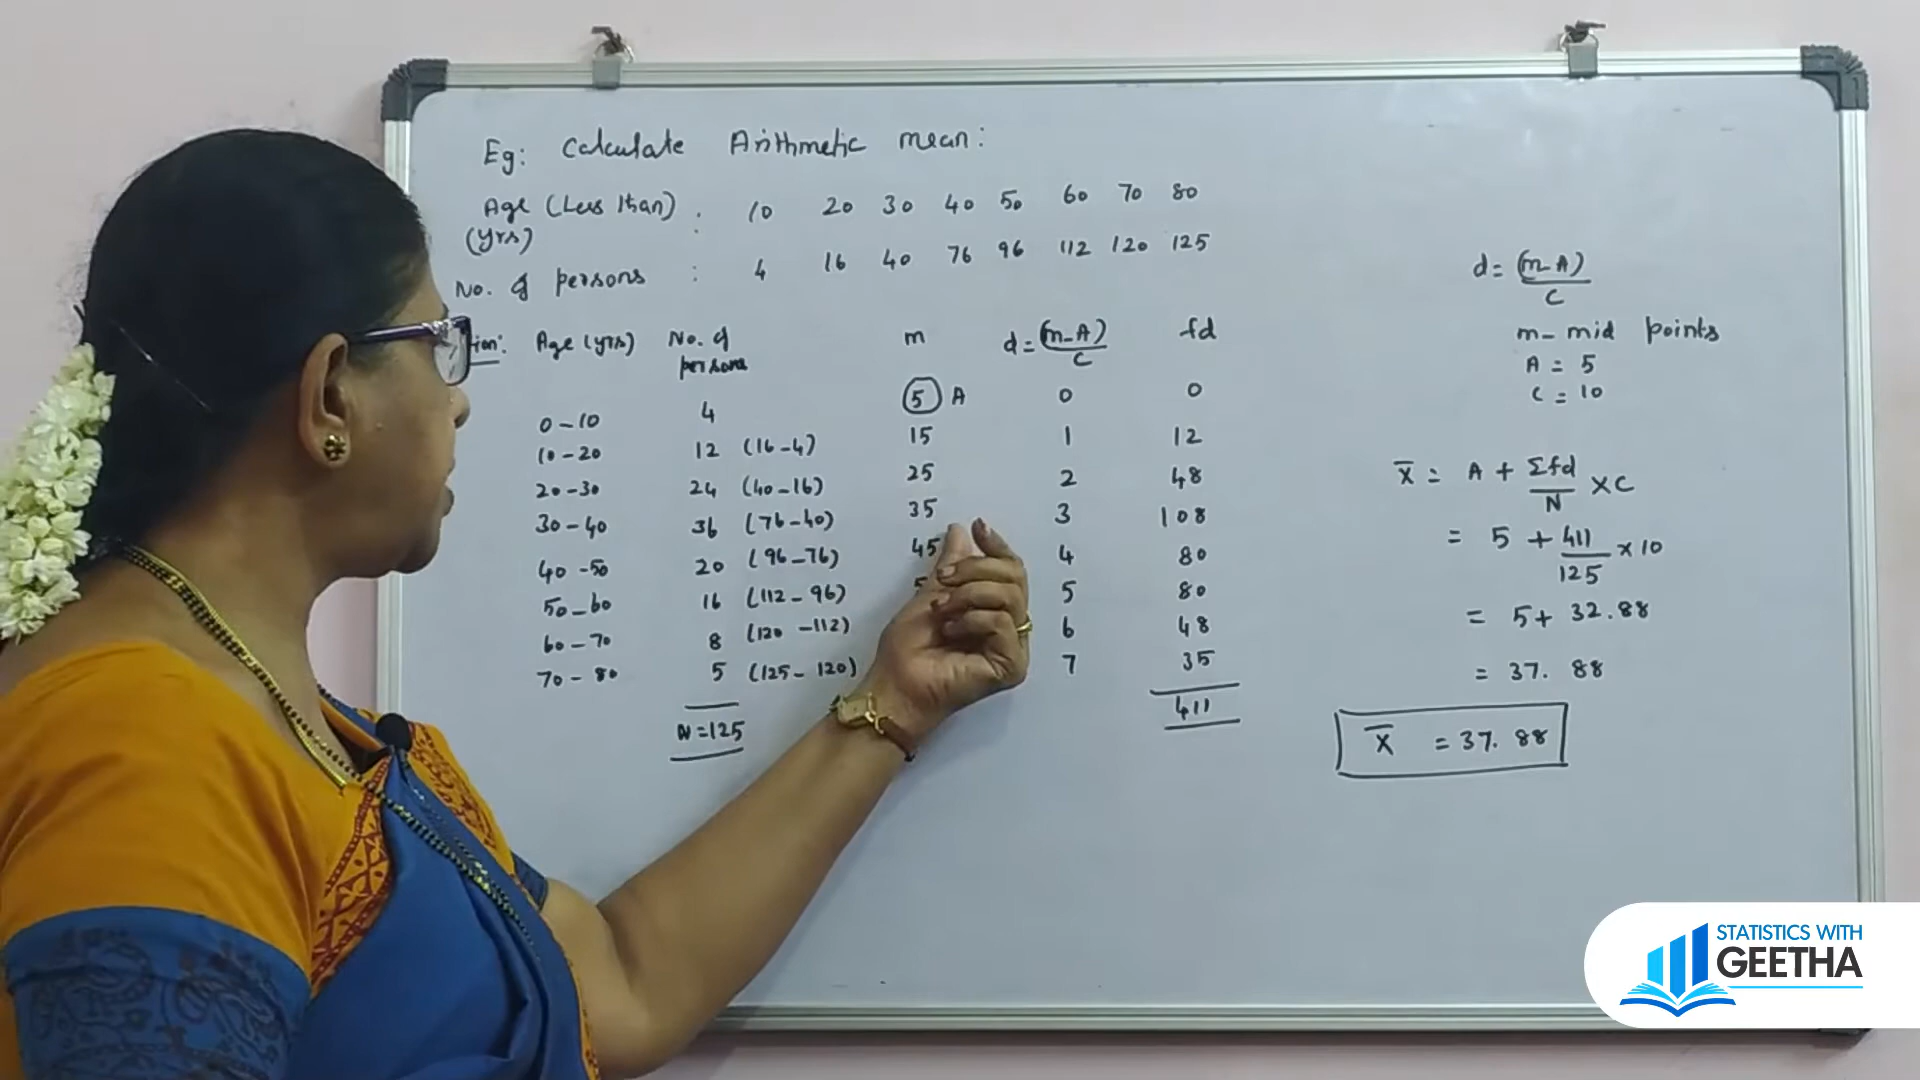 Eg: Calculate Arithmetic mean:
Age (Less than) : 10 20 30 40 50 60 70 80
(yrs)
No. of persons : 4 16 40 76 96 112 120 125
tion: Age (yrs) No. of persons m d = (m-A)/C fd
0-10 4 5 A 0 0
10-20 12 (16-4) 15 1 12
20-30 24 (40-16) 25 2 48
30-40 36 (76-40) 35 3 108
40-50 20 (96-76) 45 4 80
50-60 16 (112-96) 5 5 80
60-70 8 (120-112) 6 48
70-80 5 (125-120) 7 35
N=125 411
d = (m-A)/C
m - mid points
A = 5
C = 10
X̄ = A + Σfd/N × C
= 5 + 411/125 × 10
= 5 + 32.88
= 37.88
X̄ = 37.88
STATISTICS WITH
GEETHA